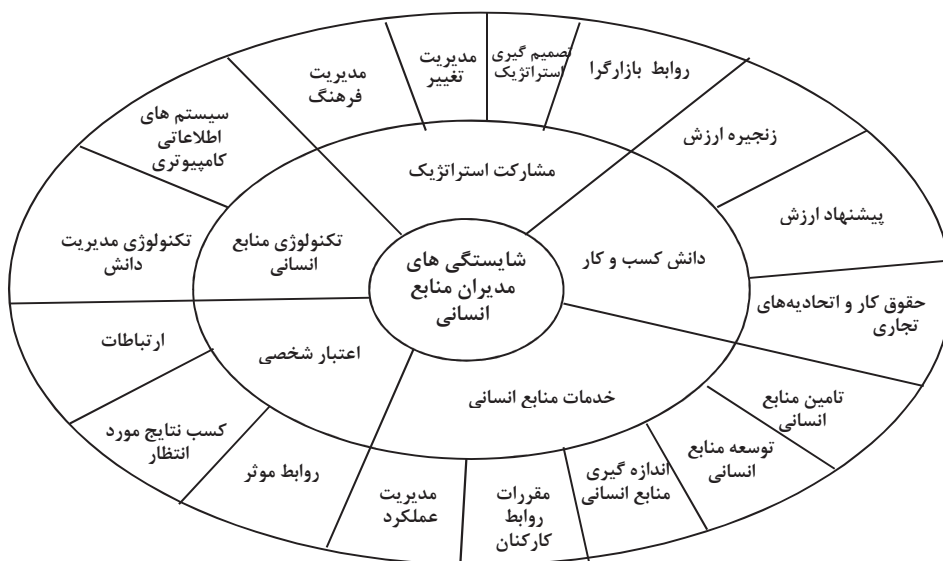 شایستگی های
مدیران منابع
انسانی
مشارکت استراتژیک
دانش کسب و کار
خدمات منابع انسانی
اعتبار شخصی
تکنولوژی منابع
انسانی
روابط بازارگرا
تصمیم گیری
استراتژیک
مدیریت
تغییر
مدیریت
فرهنگ
زنجیره ارزش
پیشنهاد ارزش
حقوق کار و اتحادیه‌های
تجاری
تامین منابع
انسانی
توسعه منابع
انسانی
اندازه گیری
منابع انسانی
مقررات
روابط
کارکنان
مدیریت
عملکرد
روابط موثر
کسب نتایج مورد
انتظار
ارتباطات
تکنولوژی مدیریت
دانش
سیستم های
اطلاعاتی
کامپیوتری